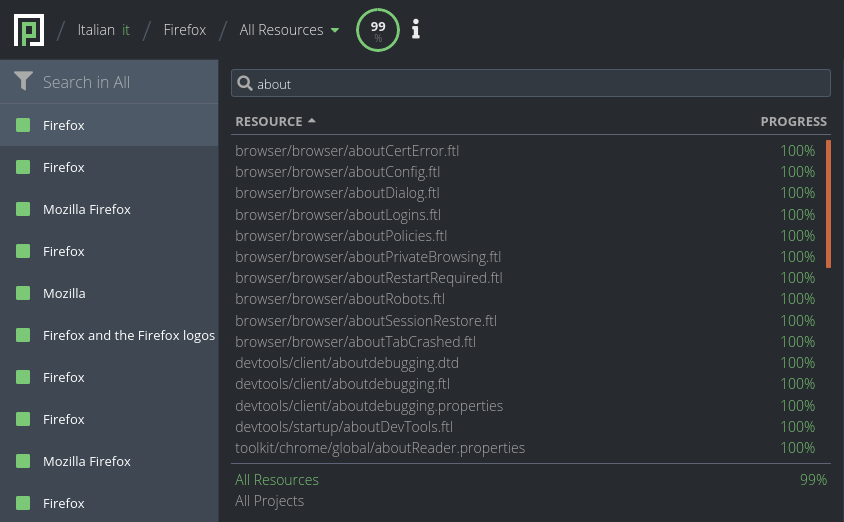 Italian it
Firefox
All Resources
99
%
Search in All
Firefox
Firefox
Mozilla Firefox
Firefox
Mozilla
Firefox and the Firefox logos
Firefox
Firefox
Mozilla Firefox
Firefox
about
RESOURCE PROGRESS
browser/browser/aboutCertError.ftl 100%
browser/browser/aboutConfig.ftl 100%
browser/browser/aboutDialog.ftl 100%
browser/browser/aboutLogins.ftl 100%
browser/browser/aboutPolicies.ftl 100%
browser/browser/aboutPrivateBrowsing.ftl 100%
browser/browser/aboutRestartRequired.ftl 100%
browser/browser/aboutRobots.ftl 100%
browser/browser/aboutSessionRestore.ftl 100%
browser/browser/aboutTabCrashed.ftl 100%
devtools/client/aboutdebugging.dtd 100%
devtools/client/aboutdebugging.ftl 100%
devtools/client/aboutdebugging.properties 100%
devtools/startup/aboutDevTools.ftl 100%
toolkit/chrome/global/aboutReader.properties 100%
All Resources 99%
All Projects